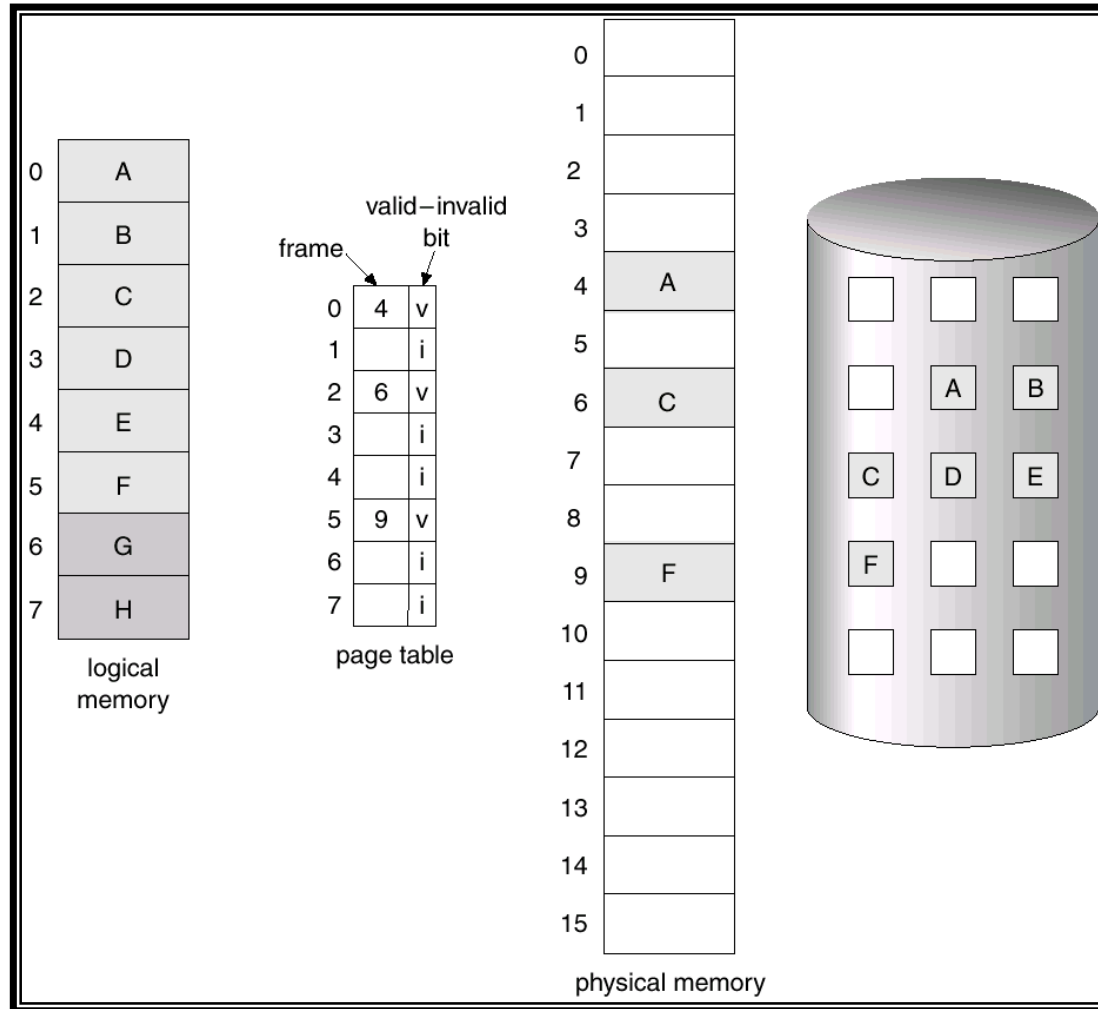 0 A
1 B
2 C
3 D
4 E
5 F
6 G
7 H
logical
memory
valid–invalid
bit
frame
0 4 v
1 i
2 6 v
3 i
4 i
5 9 v
6 i
7 i
page table
0
1
2
3
4 A
5
6 C
7
8
9 F
10
11
12
13
14
15
physical memory
A B
C D E
F